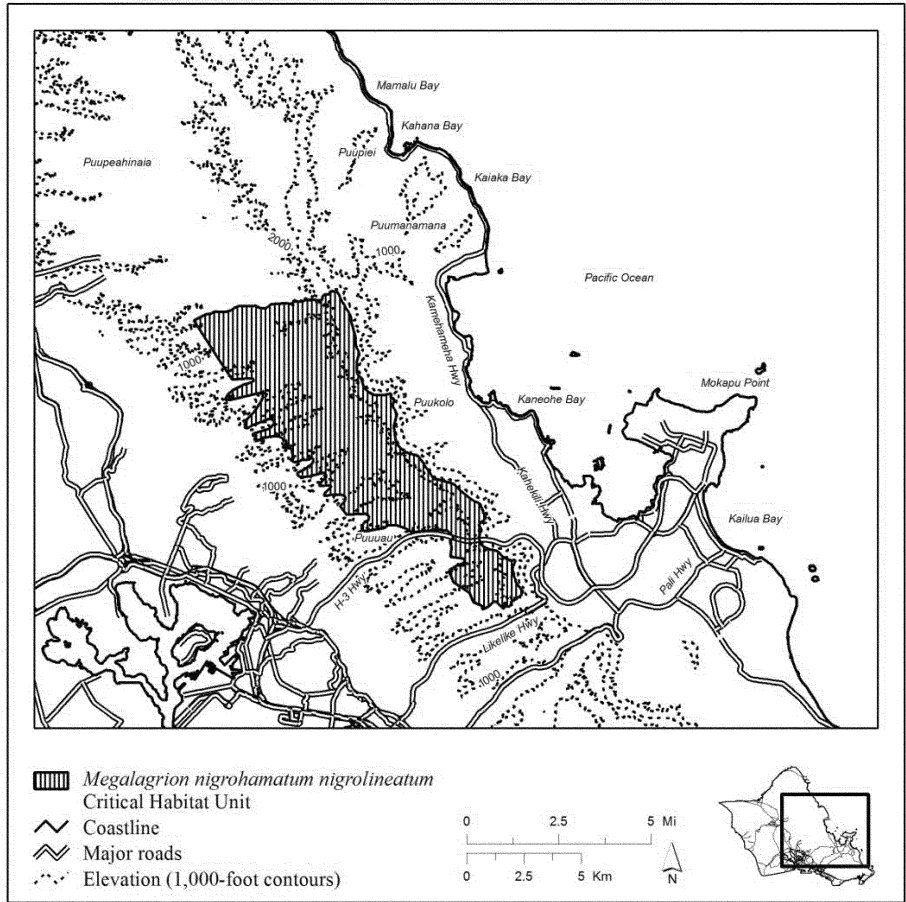 Mamalu Bay
Kahana Bay
Puupiei
Puupeahinaia
Kaiaka Bay
Puumanamana
2000
1000
Pacific Ocean
Kamehameha Hwy
1000
Mokapu Point
Puukolo
Kaneohe Bay
1000
Kahekili Hwy
Kailua Bay
Puuuau
H-3 Hwy
Pali Hwy
Likelike Hwy
1000
Megalagrion nigrohamatum nigrolineatum
Critical Habitat Unit
Coastline
Major roads
Elevation (1,000-foot contours)
0 2.5 5 Mi
0 2.5 5 Km
N